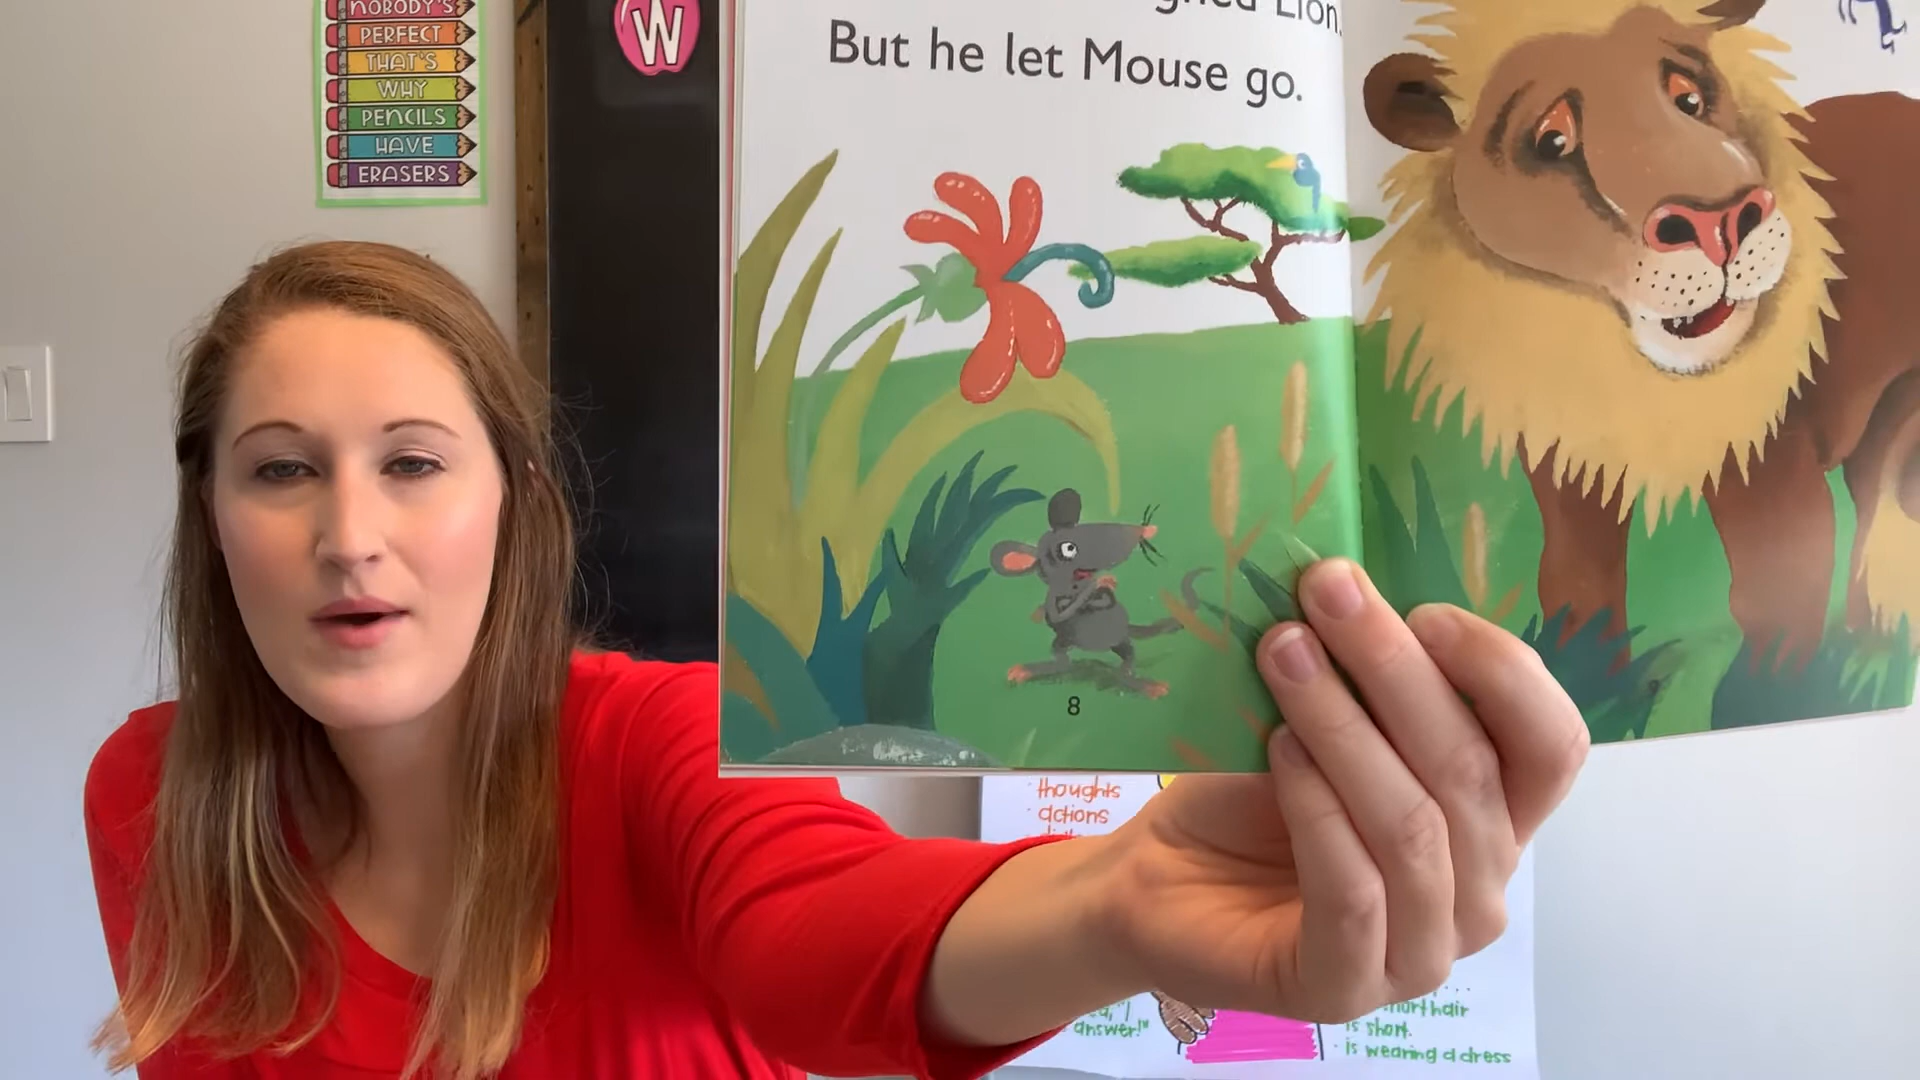 NOBODY'S
PERFECT
THAT'S
WHY
PENCILS
HAVE
ERASERS
W
Lion.
But he let Mouse go.
8
thoughts
actions
answer!"
is short.
is wearing a dress